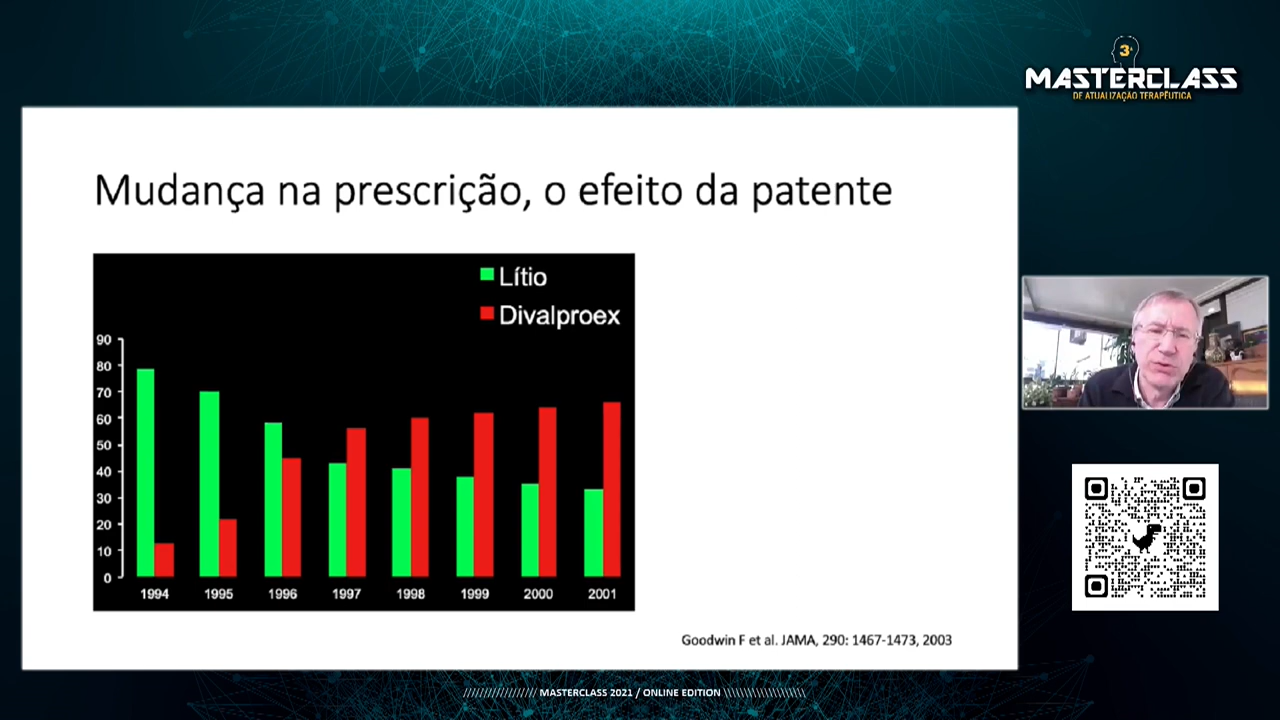 3ª
MASTERCLASS
DE ATUALIZAÇÃO TERAPÊUTICA
Mudança na prescrição, o efeito da patente
Lítio
Divalproex
90
80
70
60
50
40
30
20
10
0
1994 1995 1996 1997 1998 1999 2000 2001
Goodwin F et al. JAMA, 290: 1467-1473, 2003
/////////////////// MASTERCLASS 2021 / ONLINE EDITION \\\\\\\\\\\\\\\\\\\\